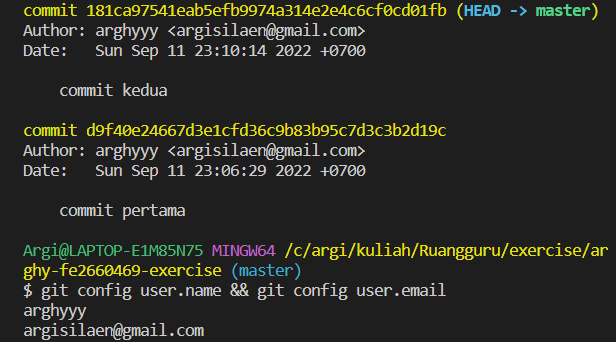 commit 181ca97541eab5efb9974a314e2e4c6cf0cd01fb (HEAD -> master)
Author: arghyyy <argisilaen@gmail.com>
Date:   Sun Sep 11 23:10:14 2022 +0700
    commit kedua
commit d9f40e24667d3e1cfd36c9b83b95c7d3c3b2d19c
Author: arghyyy <argisilaen@gmail.com>
Date:   Sun Sep 11 23:06:29 2022 +0700
    commit pertama
Argi@LAPTOP-E1M85N75 MINGW64 /c/argi/kuliah/Ruangguru/exercise/ar
ghy-fe2660469-exercise (master)
$ git config user.name && git config user.email
arghyyy
argisilaen@gmail.com